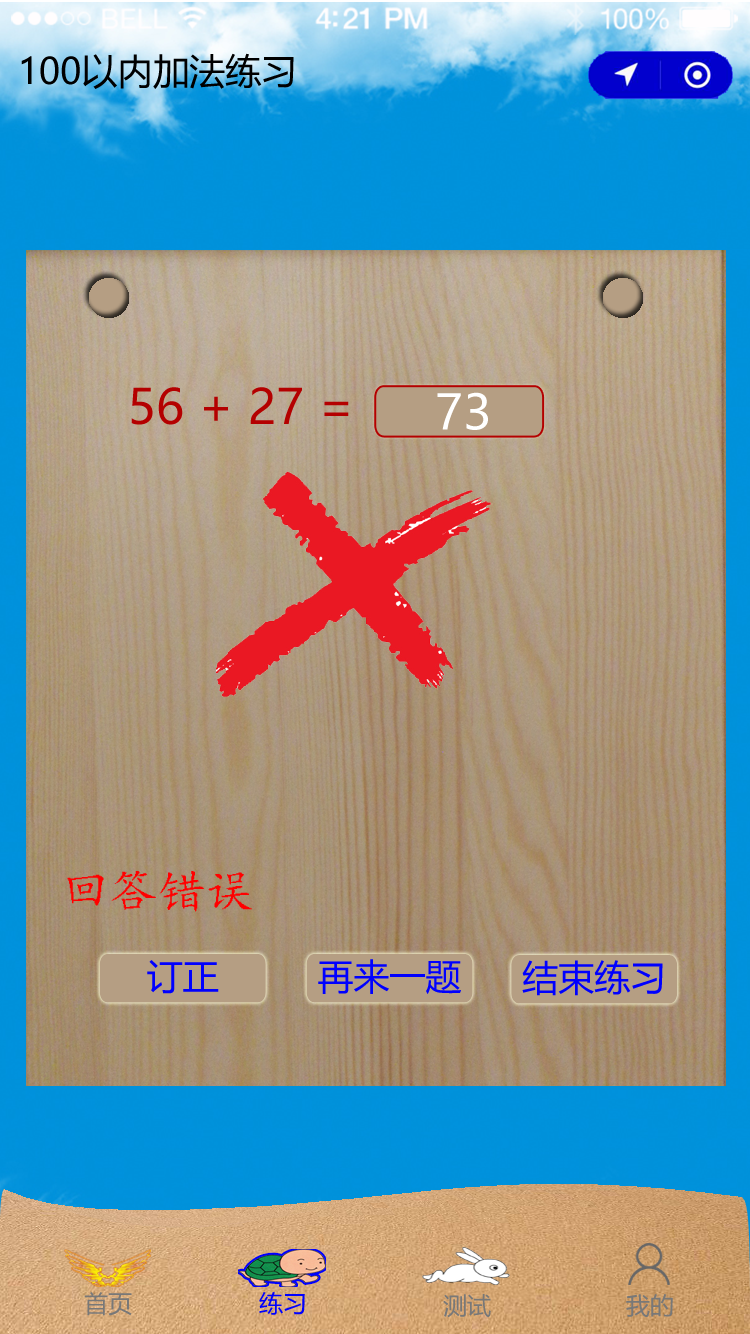 BELL 4:21 PM 100%
100以内加法练习
56 + 27 = 73
回答错误
订正 再来一题 结束练习
首页 练习 测试 我的